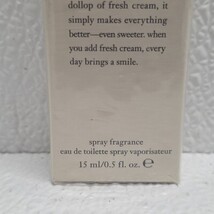 dollop of fresh cream, it
simply makes everything
better—even sweeter. when
you add fresh cream, every
day brings a smile.
spray fragrance
eau de toilette spray vaporisateur
15 ml/0.5 fl. oz. ℮